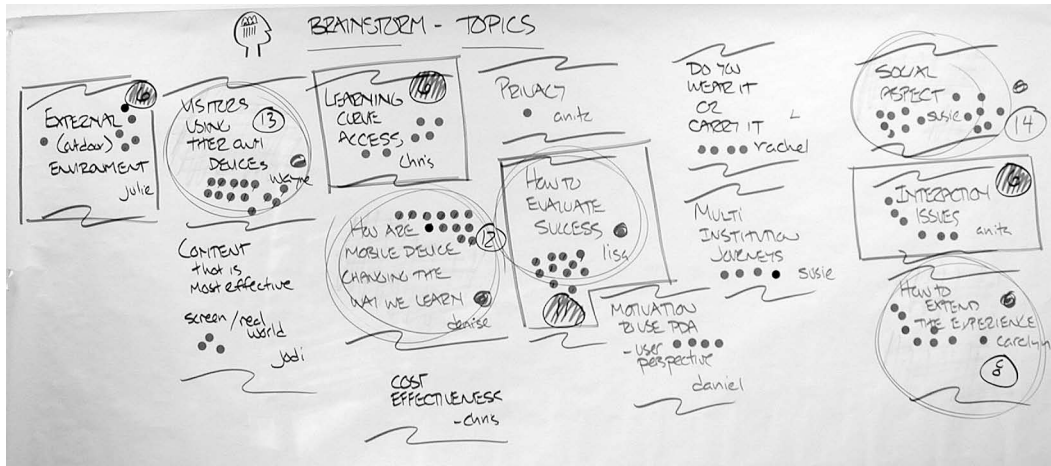 BRAINSTORM - TOPICS
6
EXTERNAL
(outdoor)
ENVIRONMENT
julie
VISITORS
USING
THEIR OWN
DEVICES
13
wayne
CONTENT
that is
most effective
screen/real
world
jodi
LEARNING
CURVE
ACCESS
6
chris
HOW ARE
MOBILE DEVICE
CHANGING THE
WAY WE LEARN
12
denise
COST
EFFECTIVENESS
-chris
PRIVACY
anita
HOW TO
EVALUATE
SUCCESS
lisa
MOTIVATION
TO USE PDA
-user
perspective
daniel
DO YOU
WEAR IT
OR
CARRY IT
rachel
MULTI
INSTITUTION
JOURNEYS
susie
SOCIAL
ASPECT
susie
14
INTERACTION
ISSUES
6
anita
HOW TO
EXTEND
THE EXPERIENCE
carolyn